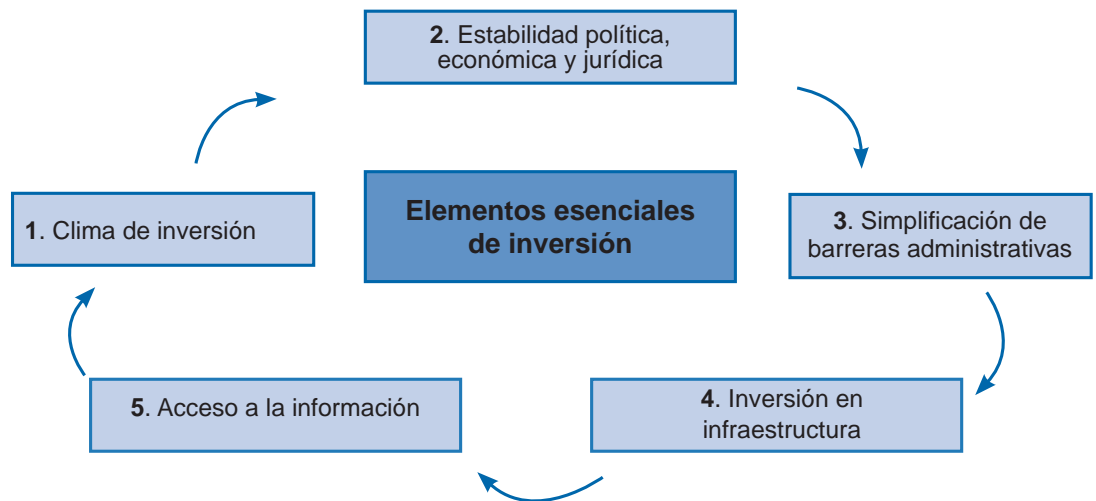 2. Estabilidad política,
económica y jurídica
Elementos esenciales
de inversión
1. Clima de inversión
3. Simplificación de
barreras administrativas
5. Acceso a la información
4. Inversión en
infraestructura